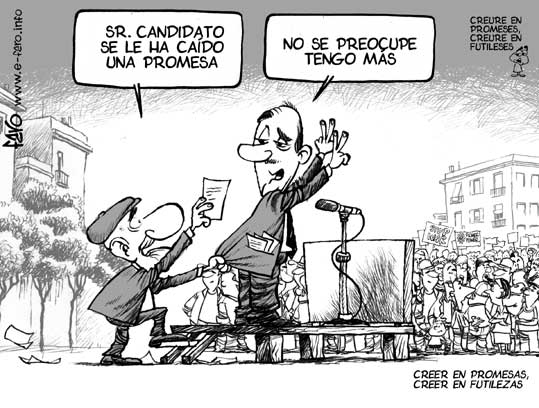 SR. CANDIDATO
SE LE HA CAÍDO
UNA PROMESA
NO SE PREOCUPE
TENGO MÁS
CREURE EN
PROMESES,
CREURE EN
FUTILESES
FARO
www.e-faro.info
CREER EN PROMESAS,
CREER EN FUTILEZAS